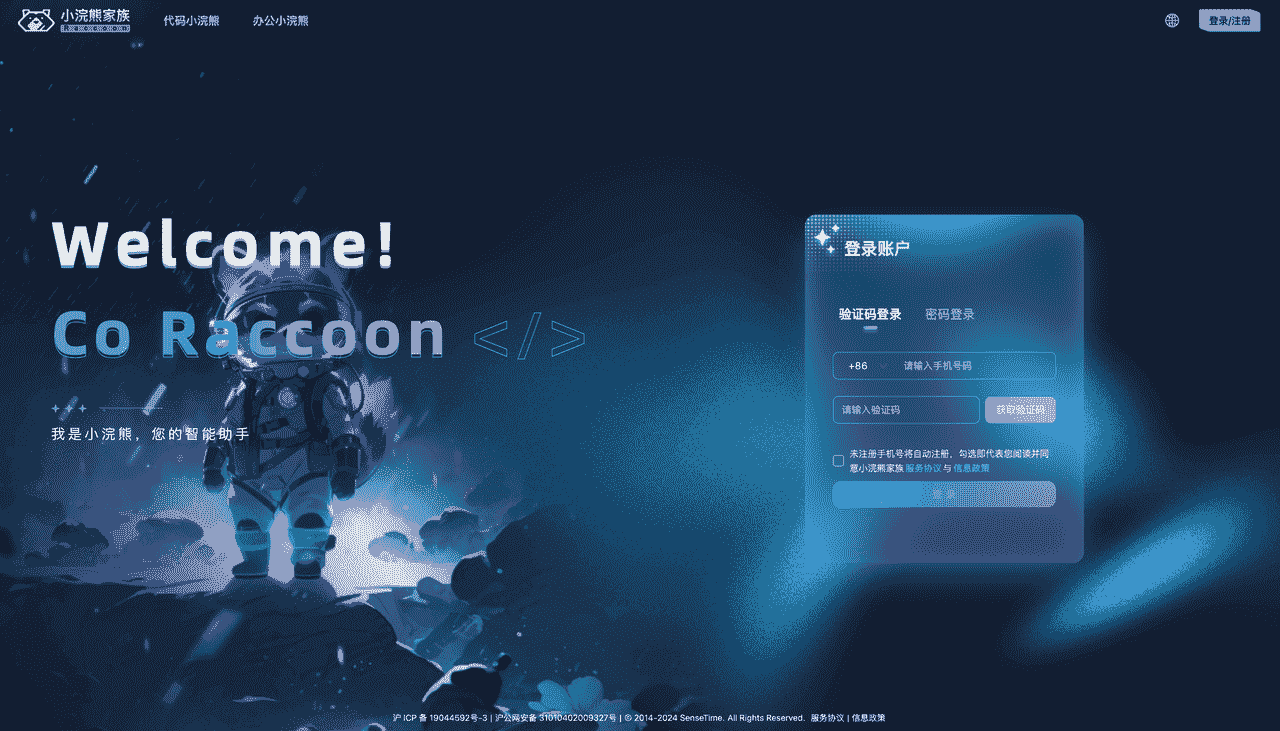 小浣熊家族
代码小浣熊
办公小浣熊
登录/注册
Welcome!
Co Raccoon </>
我是小浣熊，您的智能助手
登录账户
验证码登录
密码登录
+86
请输入手机号码
请输入验证码
获取验证码
未注册手机号将自动注册，勾选即代表您阅读并同
意小浣熊家族 服务协议 与 信息政策
登 录
沪 ICP 备 19044592号-3 | 沪公网安备 31010402009327号 | © 2014-2024 SenseTime. All Rights Reserved. 服务协议 | 信息政策